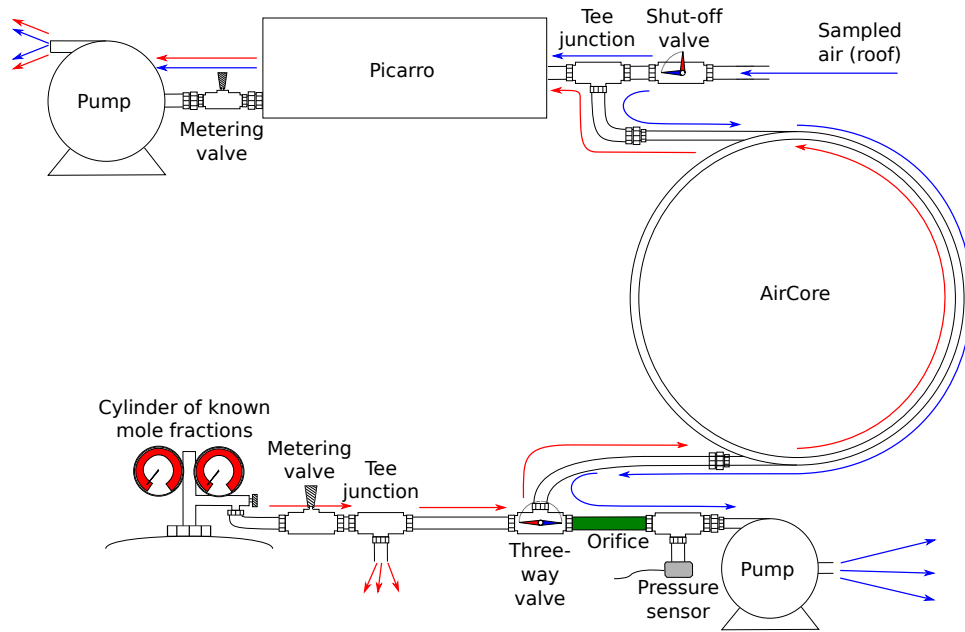 Tee
junction
Shut-off
valve
Sampled
air (roof)
Picarro
Pump
Metering
valve
AirCore
Cylinder of known
mole fractions
Metering
valve
Tee
junction
Three-
way
valve
Orifice
Pressure
sensor
Pump